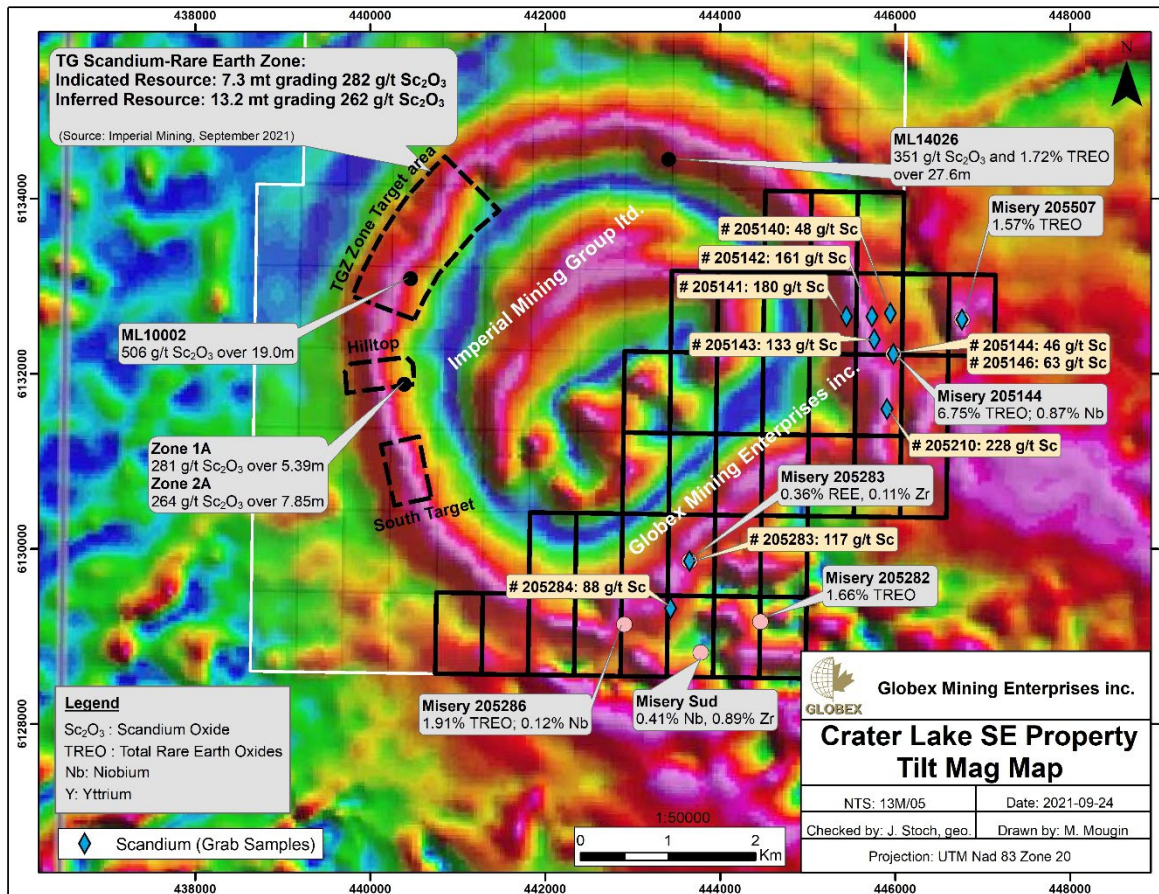 438000 440000 442000 444000 446000 448000
TG Scandium-Rare Earth Zone:
Indicated Resource: 7.3 mt grading 282 g/t Sc₂O₃
Inferred Resource: 13.2 mt grading 262 g/t Sc₂O₃
(Source: Imperial Mining, September 2021)
N
ML14026
351 g/t Sc₂O₃ and 1.72% TREO
over 27.6m
6134000
6134000
TGZ Zone Target area
Imperial Mining Group ltd.
Misery 205507
1.57% TREO
# 205140: 48 g/t Sc
# 205142: 161 g/t Sc
# 205141: 180 g/t Sc
# 205143: 133 g/t Sc
# 205144: 46 g/t Sc
# 205146: 63 g/t Sc
ML10002
506 g/t Sc₂O₃ over 19.0m
Hilltop
6132000
6132000
Misery 205144
6.75% TREO; 0.87% Nb
# 205210: 228 g/t Sc
Zone 1A
281 g/t Sc₂O₃ over 5.39m
Zone 2A
264 g/t Sc₂O₃ over 7.85m
South Target
Globex Mining Enterprises inc.
Misery 205283
0.36% REE, 0.11% Zr
# 205283: 117 g/t Sc
6130000
6130000
# 205284: 88 g/t Sc
Misery 205282
1.66% TREO
Misery 205286
1.91% TREO; 0.12% Nb
Misery Sud
0.41% Nb, 0.89% Zr
6128000
6128000
Legend
Sc₂O₃ : Scandium Oxide
TREO : Total Rare Earth Oxides
Nb: Niobium
Y: Yttrium
Scandium (Grab Samples)
1:50000
0 1 2
Km
GLOBEX
Globex Mining Enterprises inc.
Crater Lake SE Property
Tilt Mag Map
NTS: 13M/05
Date: 2021-09-24
Checked by: J. Stoch, geo.
Drawn by: M. Mougin
Projection: UTM Nad 83 Zone 20
438000 440000 442000 444000 446000 448000